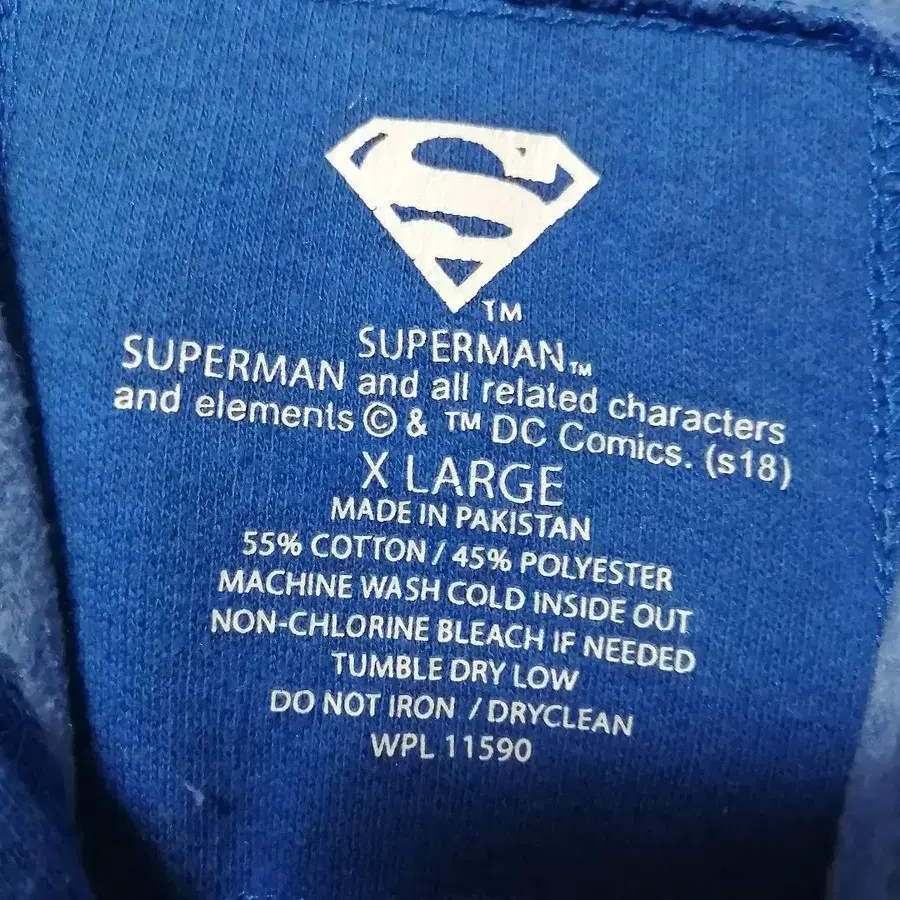 S
TM
SUPERMAN™
SUPERMAN and all related characters
and elements © & ™ DC Comics. (s18)
X LARGE
MADE IN PAKISTAN
55% COTTON / 45% POLYESTER
MACHINE WASH COLD INSIDE OUT
NON-CHLORINE BLEACH IF NEEDED
TUMBLE DRY LOW
DO NOT IRON / DRYCLEAN
WPL 11590